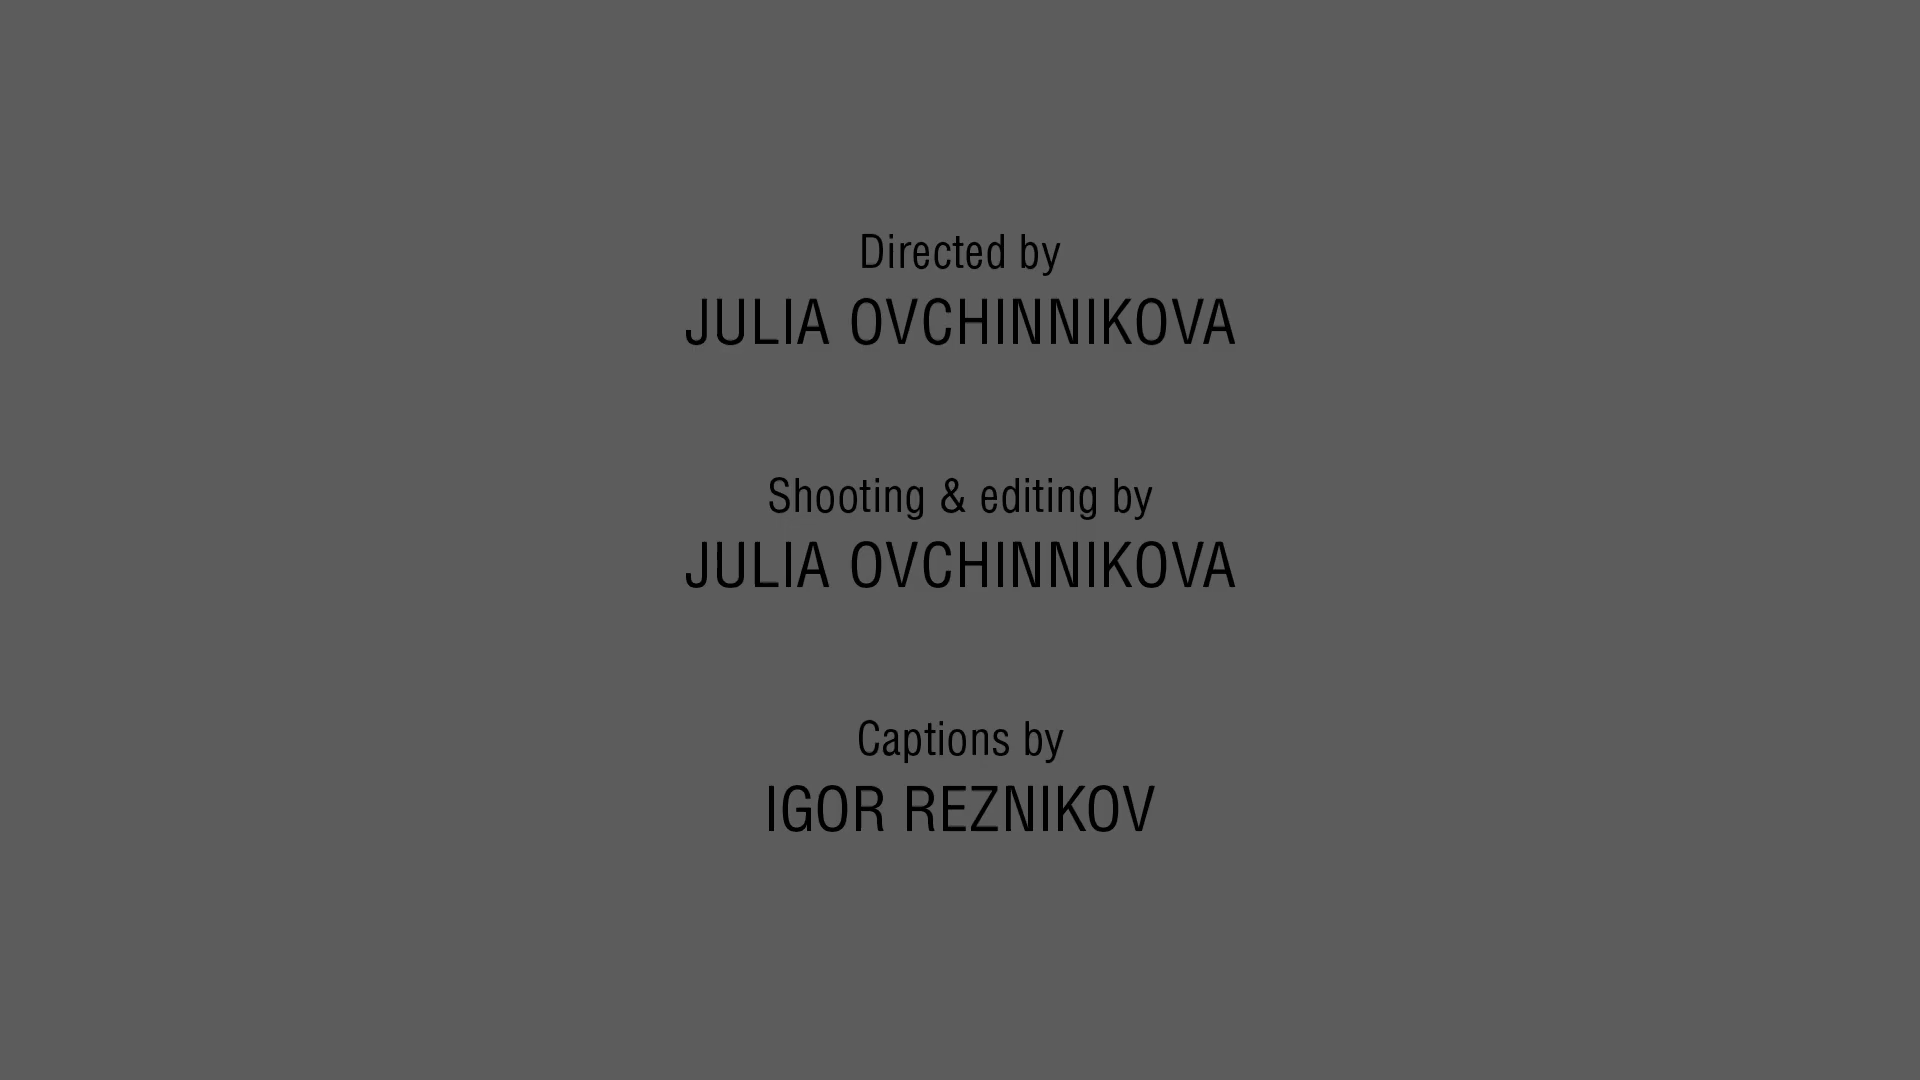 Directed by
JULIA OVCHINNIKOVA
Shooting & editing by
JULIA OVCHINNIKOVA
Captions by
IGOR REZNIKOV